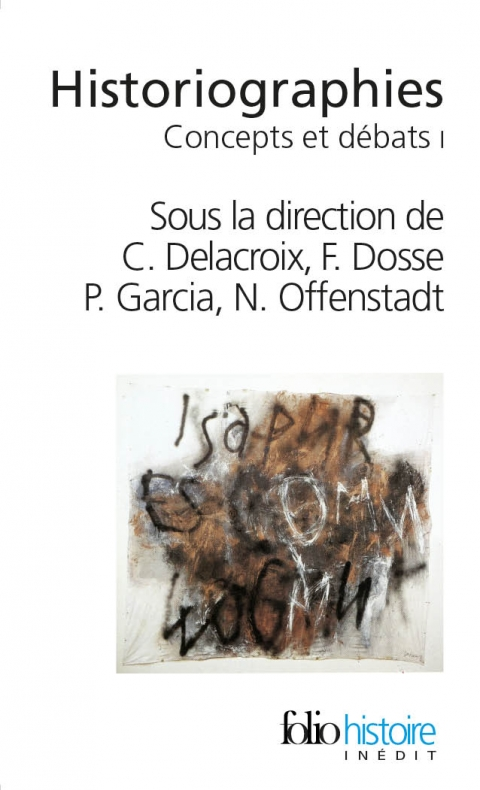 Historiographies
Concepts et débats I
Sous la direction de
C. Delacroix, F. Dosse
P. Garcia, N. Offenstadt
folio histoire
INÉDIT